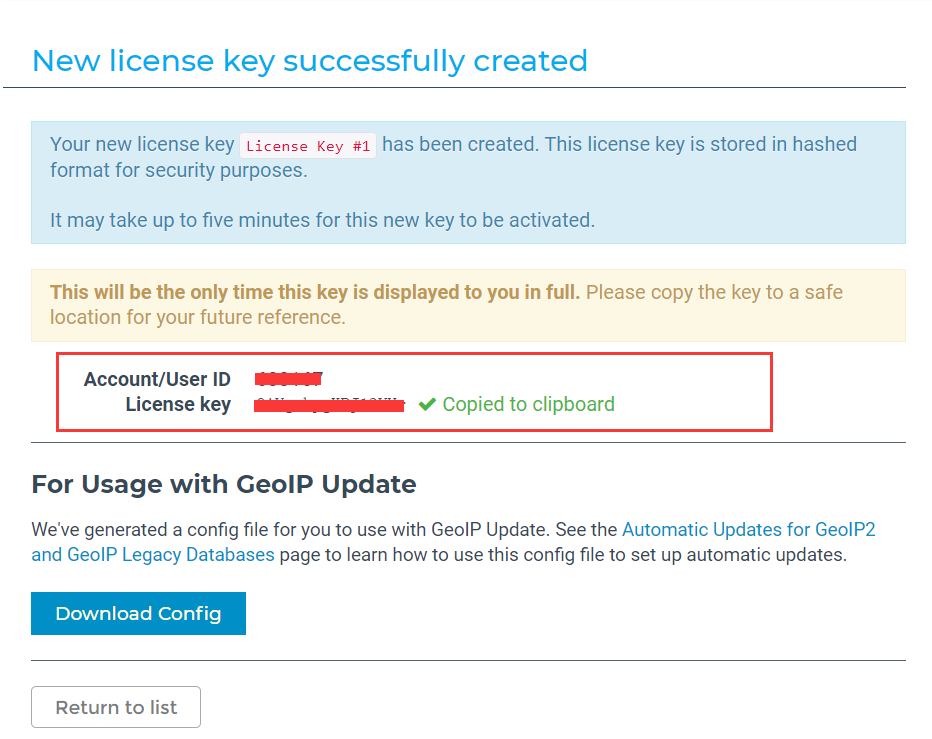 New license key successfully created
Your new license key License Key #1 has been created. This license key is stored in hashed
format for security purposes.
It may take up to five minutes for this new key to be activated.
This will be the only time this key is displayed to you in full. Please copy the key to a safe
location for your future reference.
Account/User ID
License key ✔ Copied to clipboard
For Usage with GeoIP Update
We've generated a config file for you to use with GeoIP Update. See the Automatic Updates for GeoIP2
and GeoIP Legacy Databases page to learn how to use this config file to set up automatic updates.
Download Config
Return to list